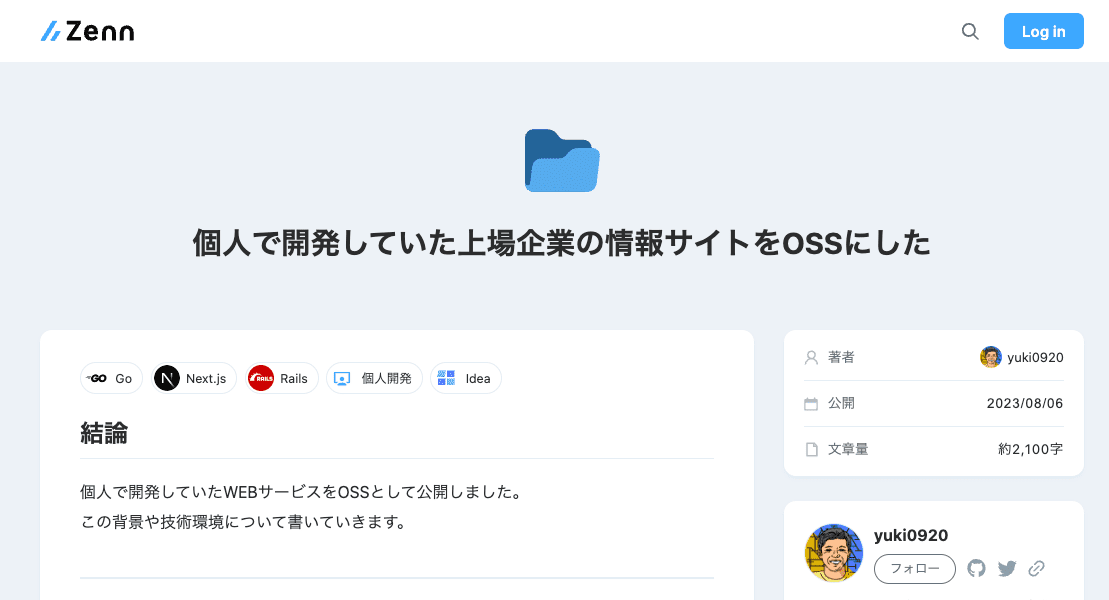 Zenn
Log in
個人で開発していた上場企業の情報サイトをOSSにした
GO Go
N Next.js
RAILS Rails
個人開発
Idea
結論
個人で開発していたWEBサービスをOSSとして公開しました。
この背景や技術環境について書いていきます。
著者 yuki0920
公開 2023/08/06
文章量 約2,100字
yuki0920
フォロー